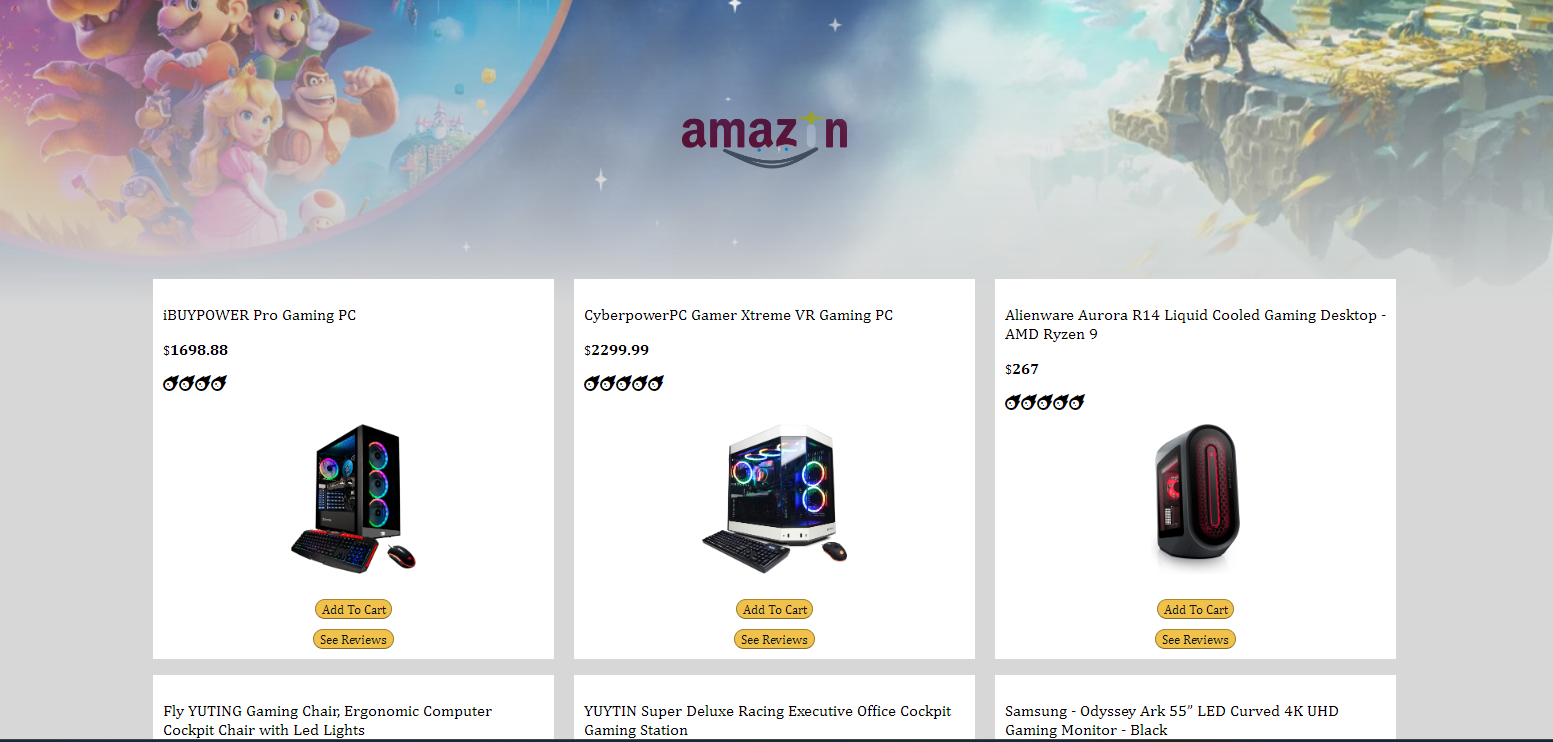 amazin
iBUYPOWER Pro Gaming PC
$1698.88
CyberpowerPC Gamer Xtreme VR Gaming PC
$2299.99
Alienware Aurora R14 Liquid Cooled Gaming Desktop -
AMD Ryzen 9
$267
Add To Cart
See Reviews
Add To Cart
See Reviews
Add To Cart
See Reviews
Fly YUTING Gaming Chair, Ergonomic Computer
Cockpit Chair with Led Lights
YUYTIN Super Deluxe Racing Executive Office Cockpit
Gaming Station
Samsung - Odyssey Ark 55” LED Curved 4K UHD
Gaming Monitor - Black